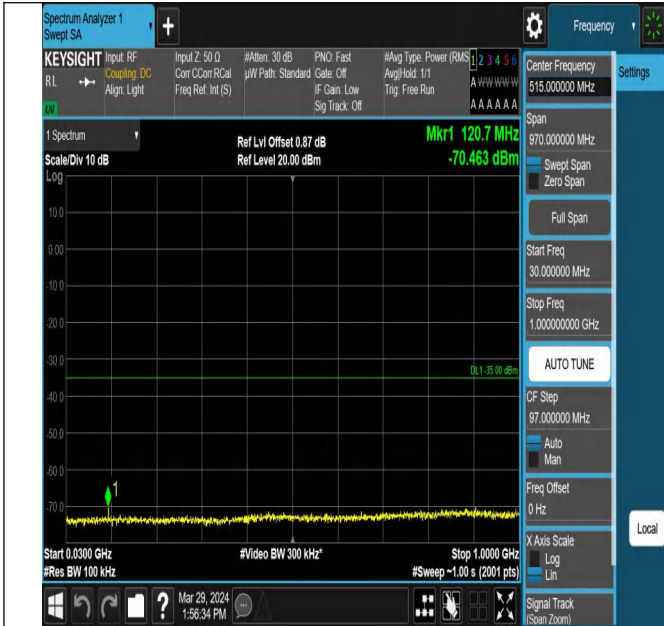 Spectrum Analyzer 1
Swept SA
+
Frequency
KEYSIGHT
RL
LXI
Input: RF
Coupling: DC
Align: Light
Input Z: 50 Ω
Corr CCorr RCal
Freq Ref: Int (S)
#Atten: 30 dB
µW Path: Standard
PNO: Fast
Gate: Off
IF Gain: Low
Sig Track: Off
#Avg Type: Power (RMS
Avg|Hold: 1/1
Trig: Free Run
1 2 3 4 5 6
A W W W W W
A A A A A A
1 Spectrum
Scale/Div 10 dB
Log
Ref Lvl Offset 0.87 dB
Ref Level 20.00 dBm
Mkr1 120.7 MHz
-70.463 dBm
10.0
0.00
-10.0
-20.0
-30.0
DL1 -35.00 dBm
-40.0
-50.0
-60.0
-70.0
1
Start 0.0300 GHz
#Res BW 100 kHz
#Video BW 300 kHz*
Stop 1.0000 GHz
#Sweep ~1.00 s (2001 pts)
?
Mar 29, 2024
1:56:34 PM
Center Frequency
515.000000 MHz
Span
970.000000 MHz
Swept Span
Zero Span
Full Span
Start Freq
30.000000 MHz
Stop Freq
1.000000000 GHz
AUTO TUNE
CF Step
97.000000 MHz
Auto
Man
Freq Offset
0 Hz
X Axis Scale
Log
Lin
Signal Track
(Span Zoom)
Settings
Local